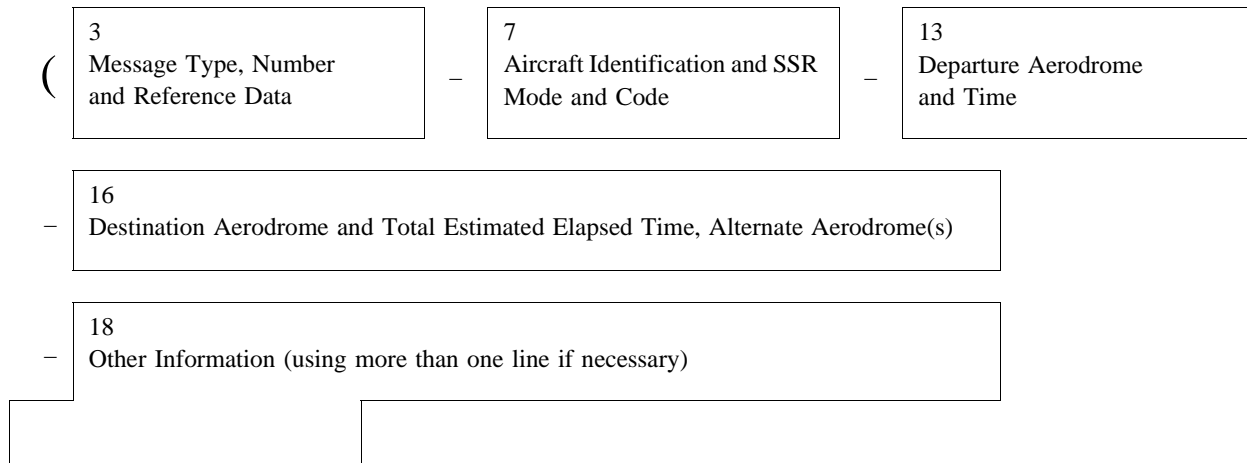 3
7
13
( Message Type, Number – Aircraft Identification and SSR – Departure Aerodrome
and Reference Data
Mode and Code
and Time
16
– Destination Aerodrome and Total Estimated Elapsed Time, Alternate Aerodrome(s)
18
– Other Information (using more than one line if necessary)